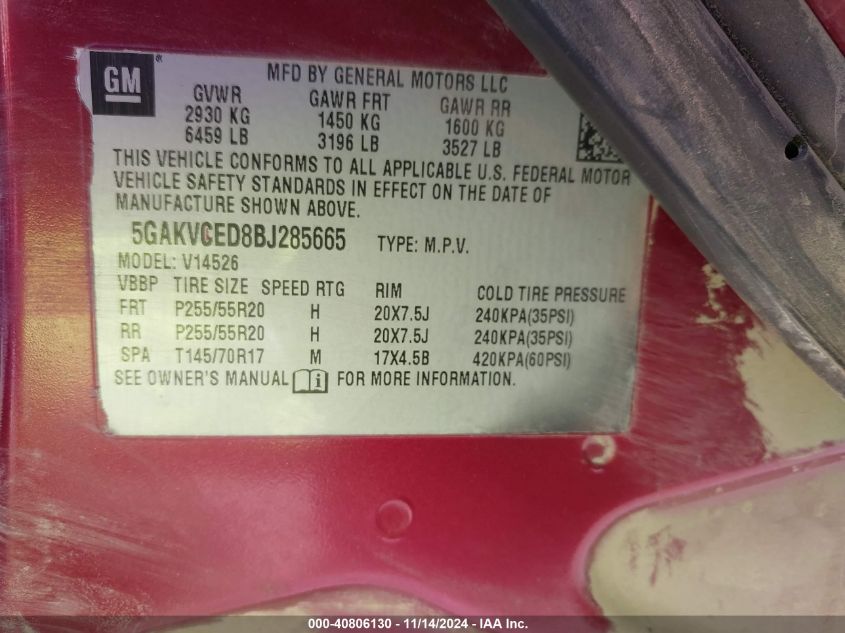 GM
MFD BY GENERAL MOTORS LLC
GVWR GAWR FRT GAWR RR
2930 KG 1450 KG 1600 KG
6459 LB 3196 LB 3527 LB
THIS VEHICLE CONFORMS TO ALL APPLICABLE U.S. FEDERAL MOTOR
VEHICLE SAFETY STANDARDS IN EFFECT ON THE DATE OF
MANUFACTURE SHOWN ABOVE.
5GAKVCED8BJ285665 TYPE: M.P.V.
MODEL: V14526
VBBP TIRE SIZE SPEED RTG RIM COLD TIRE PRESSURE
FRT P255/55R20 H 20X7.5J 240KPA(35PSI)
RR P255/55R20 H 20X7.5J 240KPA(35PSI)
SPA T145/70R17 M 17X4.5B 420KPA(60PSI)
SEE OWNER'S MANUAL FOR MORE INFORMATION.
000-40806130 - 11/14/2024 - IAAI Inc.